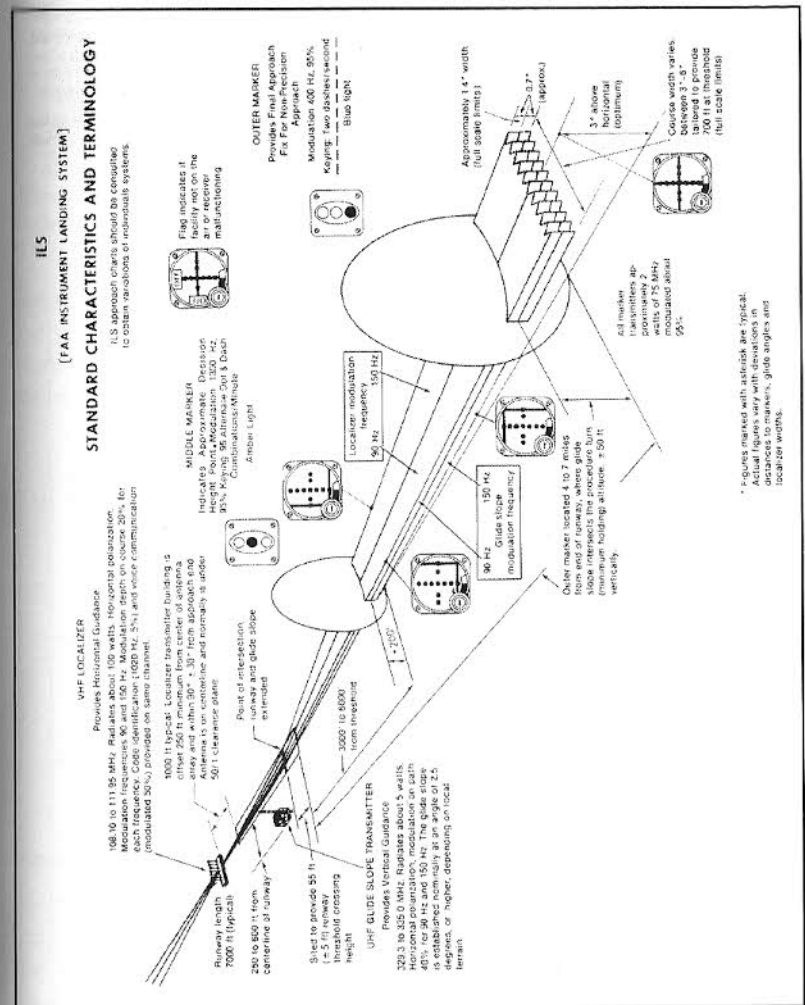 ILS
[FAA INSTRUMENT LANDING SYSTEM]
STANDARD CHARACTERISTICS AND TERMINOLOGY
ILS approach charts should be consulted
to obtain variations of individuals systems
VHF LOCALIZER
Provides Horizontal Guidance
108.10 to 111.95 MHz. Radiates about 100 watts. Horizontal polarization.
Modulation frequencies 90 and 150 Hz. Modulation depth on course 20% for
each frequency. Code identification (1020 Hz, 5%) and voice communication
(modulated 50%) provided on same channel.
1000 ft typical. Localizer transmitter building is
offset 250 ft minimum from center of antenna
array and within 90° ± 30° from approach end
Antenna is on centerline and normally is under
50/1 clearance plane
MIDDLE MARKER
Indicates Approximate Decision
Height Point. Modulation 1300 Hz,
95% Keying: 95 Alternate Dot & Dash
Combinations/Minute
Amber Light
Flag indicates if
facility not on the
air or receiver
malfunctioning
OFF
OUTER MARKER
Provides Final Approach
Fix For Non-Precision
Approach
Modulation 400 Hz, 95%
Keying: Two dashes/second
Blue light
Runway length
7000 ft (typical)
250 to 600 ft from
centerline of runway
Point of intersection,
runway and glide slope
extended
Sited to provide 55 ft
(± 5 ft) runway
threshold crossing
height
UHF GLIDE SLOPE TRANSMITTER
Provides Vertical Guidance
329.3 to 335.0 MHz. Radiates about 5 watts.
Horizontal polarization, modulation on path
40% for 90 Hz and 150 Hz. The glide slope
is established nominally at an angle of 2.5
degrees, or higher, depending on local
terrain.
3000' to 6000'
from threshold
200'
Localizer modulation
frequency
90 Hz 150 Hz
90 Hz 150 Hz
Glide slope
modulation frequency
Outer marker located 4 to 7 miles
from end of runway, where glide
slope intersects the procedure turn
(minimum holding) altitude, ± 50 ft
vertically.
All marker
transmitters ap-
proximately 2
watts of 75 MHz
modulated about
95%
Approximately 1.4° width
(full scale limits)
0.7°
(approx.)
3° above
horizontal
(optimum)
Course width varies
between 3°-6°
tailored to provide
700 ft at threshold
(full scale limits)
* Figures marked with asterisk are typical.
Actual figures vary with deviations in
distances to markers, glide angles and
localizer widths.